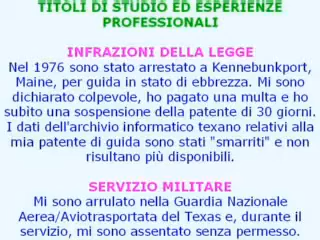 TITOLI DI STUDIO ED ESPERIENZE
PROFESSIONALI
INFRAZIONI DELLA LEGGE
Nel 1976 sono stato arrestato a Kennebunkport,
Maine, per guida in stato di ebbrezza. Mi sono
dichiarato colpevole, ho pagato una multa e ho
subìto una sospensione della patente di 30 giorni.
I dati dell'archivio informatico texano relativi alla
mia patente di guida sono stati "smarriti" e non
risultano più disponibili.
SERVIZIO MILITARE
Mi sono arrulato nella Guardia Nazionale
Aerea/Aviotrasportata del Texas e, durante il
servizio, mi sono assentato senza permesso.